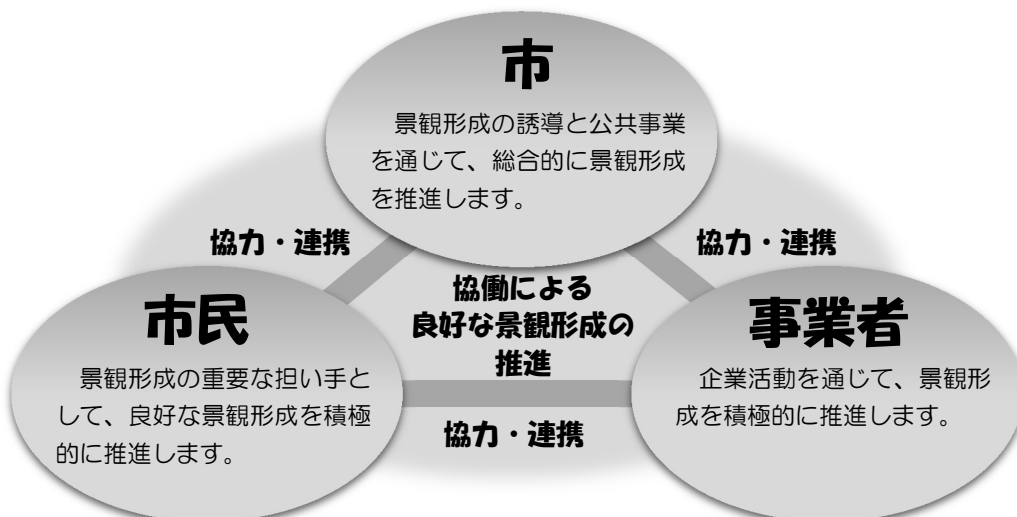 市
景観形成の誘導と公共事業
を通じて、総合的に景観形成
を推進します。
協力・連携
協力・連携
協働による
良好な景観形成の
推進
市民
景観形成の重要な担い手と
して、良好な景観形成を積極
的に推進します。
事業者
企業活動を通じて、景観形
成を積極的に推進します。
協力・連携